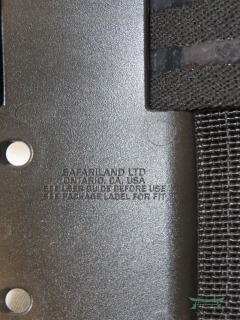 SAFARILAND LTD
ONTARIO, CA, USA
SEE USER GUIDE BEFORE USE
SEE PACKAGE LABEL FOR FIT